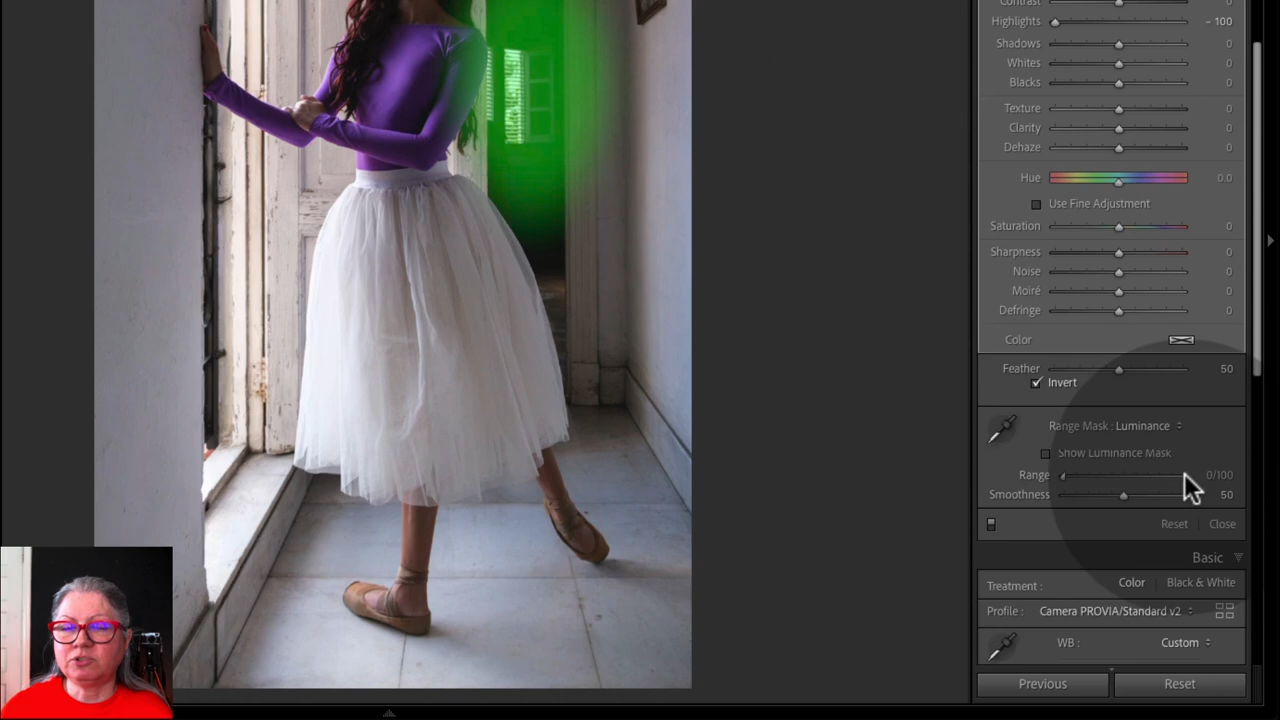 Contrast 0
Highlights - 100
Shadows 0
Whites 0
Blacks 0
Texture 0
Clarity 0
Dehaze 0
Hue 0.0
Use Fine Adjustment
Saturation 0
Sharpness 0
Noise 0
Moiré 0
Defringe 0
Color
Feather 50
Invert
Range Mask : Luminance
Show Luminance Mask
Range 0/100
Smoothness 50
Reset Close
Basic
Treatment : Color Black & White
Profile : Camera PROVIA/Standard v2
WB : Custom
Previous Reset